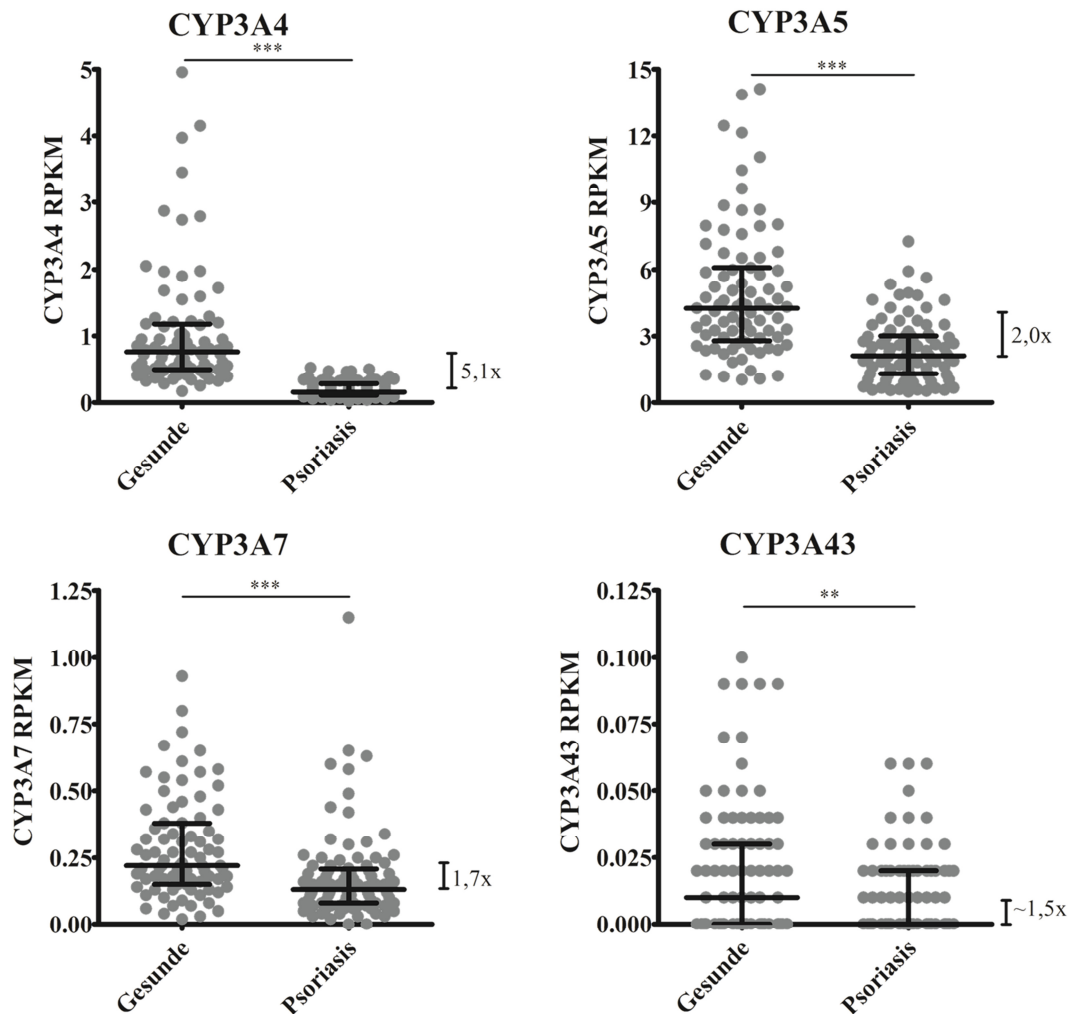 CYP3A4
***
CYP3A4 RPKM
5
4
3
2
1
0
5,1x
Gesunde
Psoriasis
CYP3A5
***
CYP3A5 RPKM
15
12
9
6
3
0
2,0x
Gesunde
Psoriasis
CYP3A7
***
CYP3A7 RPKM
1.25
1.00
0.75
0.50
0.25
0.00
1,7x
Gesunde
Psoriasis
CYP3A43
**
CYP3A43 RPKM
0.125
0.100
0.075
0.050
0.025
0.000
~1,5x
Gesunde
Psoriasis